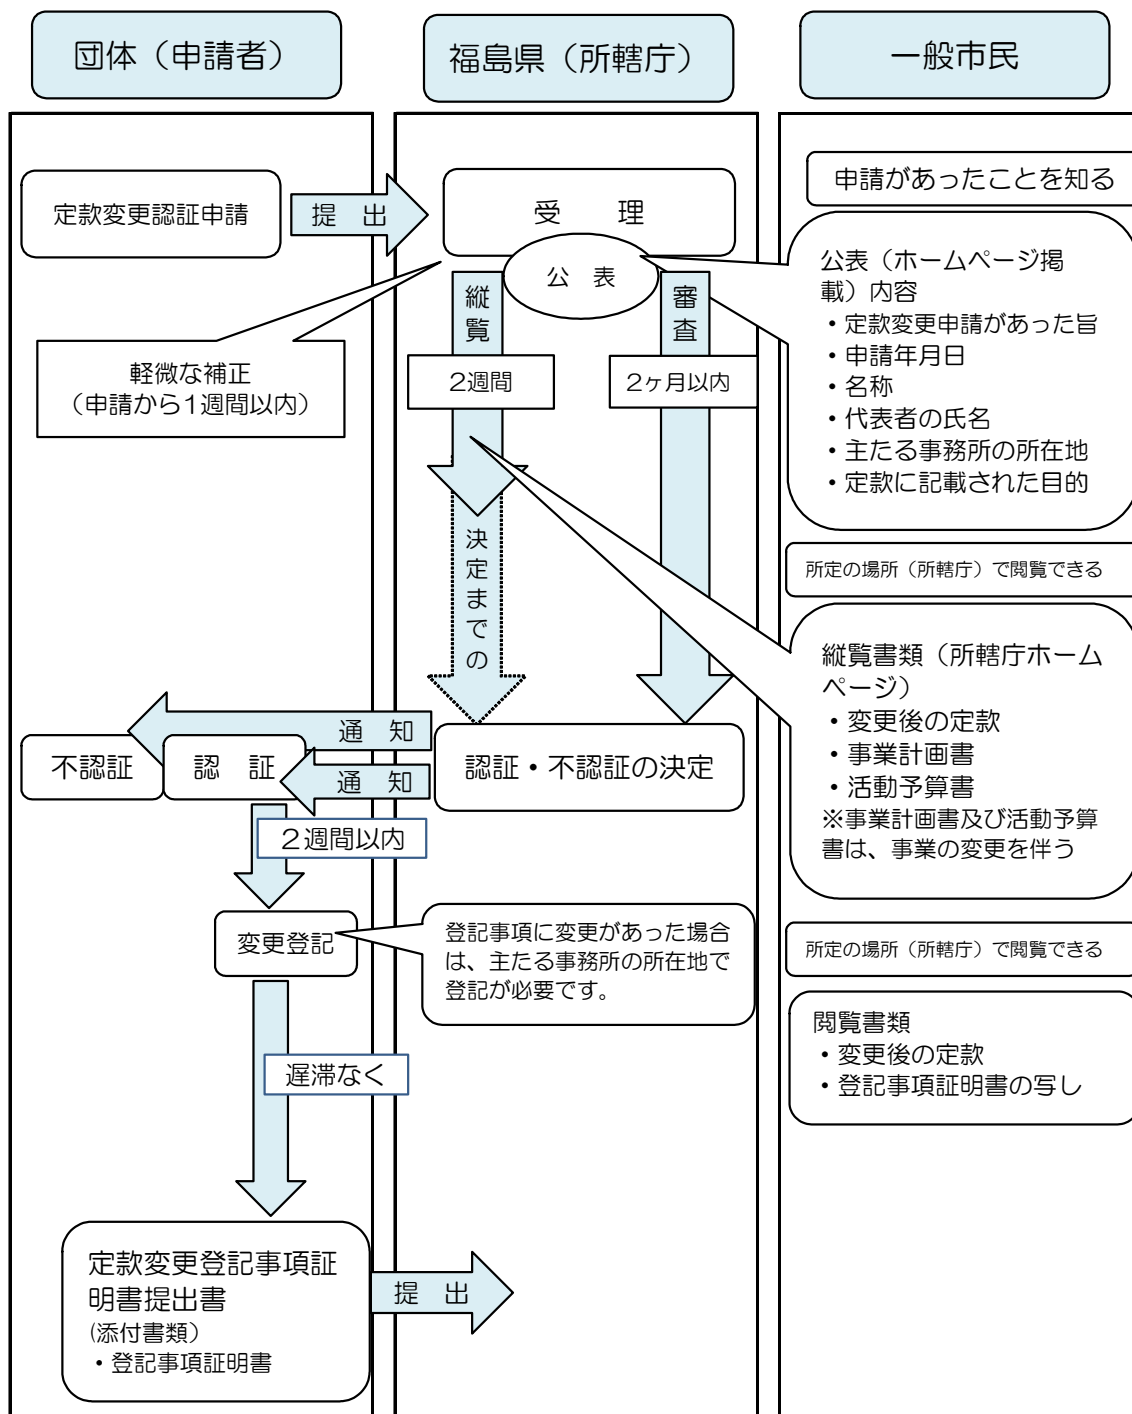 団体（申請者）
福島県（所轄庁）
一般市民
定款変更認証申請
提　出
受　　理
公　表
縦覧
審査
2週間
2ヶ月以内
軽微な補正
（申請から1週間以内）
決定までの
申請があったことを知る
公表（ホームページ掲
載）内容
・定款変更申請があった旨
・申請年月日
・名称
・代表者の氏名
・主たる事務所の所在地
・定款に記載された目的
所定の場所（所轄庁）で閲覧できる
縦覧書類（所轄庁ホーム
ページ）
・変更後の定款
・事業計画書
・活動予算書
※事業計画書及び活動予算
書は、事業の変更を伴う
通　知
不認証
認　証
通　知
認証・不認証の決定
２週間以内
変更登記
登記事項に変更があった場合
は、主たる事務所の所在地で
登記が必要です。
所定の場所（所轄庁）で閲覧できる
閲覧書類
・変更後の定款
・登記事項証明書の写し
遅滞なく
定款変更登記事項証
明書提出書
(添付書類）
・登記事項証明書
提　出